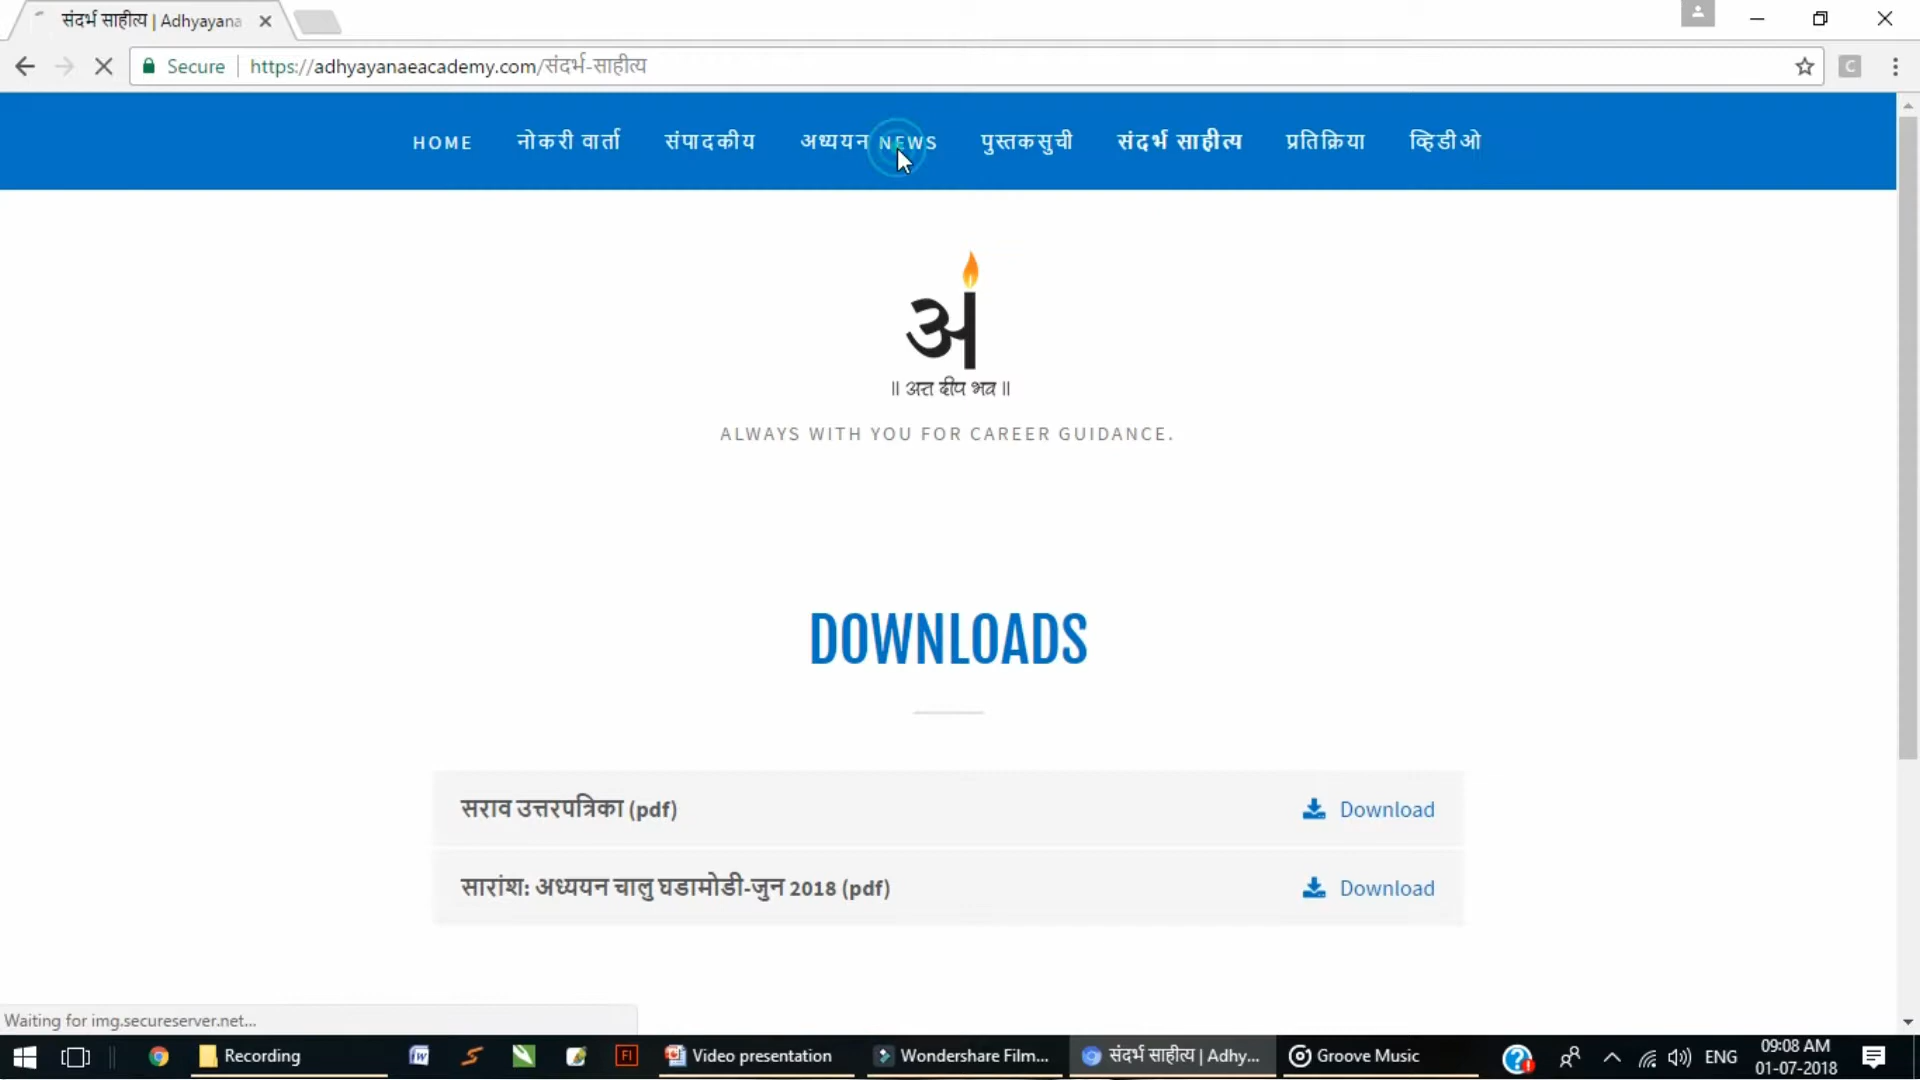 संदर्भ साहीत्य | Adhyayana
Secure https://adhyayanaeacademy.com/संदर्भ-साहीत्य
C
HOME नोकरी वार्ता संपादकीय अध्ययन NEWS पुस्तकसुची संदर्भ साहीत्य प्रतिक्रिया व्हिडीओ
अ
॥ अत्त दीप भव ॥
ALWAYS WITH YOU FOR CAREER GUIDANCE.
DOWNLOADS
सराव उत्तरपत्रिका (pdf) Download
सारांश: अध्ययन चालु घडामोडी-जुन 2018 (pdf) Download
Waiting for img.secureserver.net...
Recording Video presentation Wondershare Film... संदर्भ साहीत्य | Adhy... Groove Music ENG 09:08 AM
01-07-2018